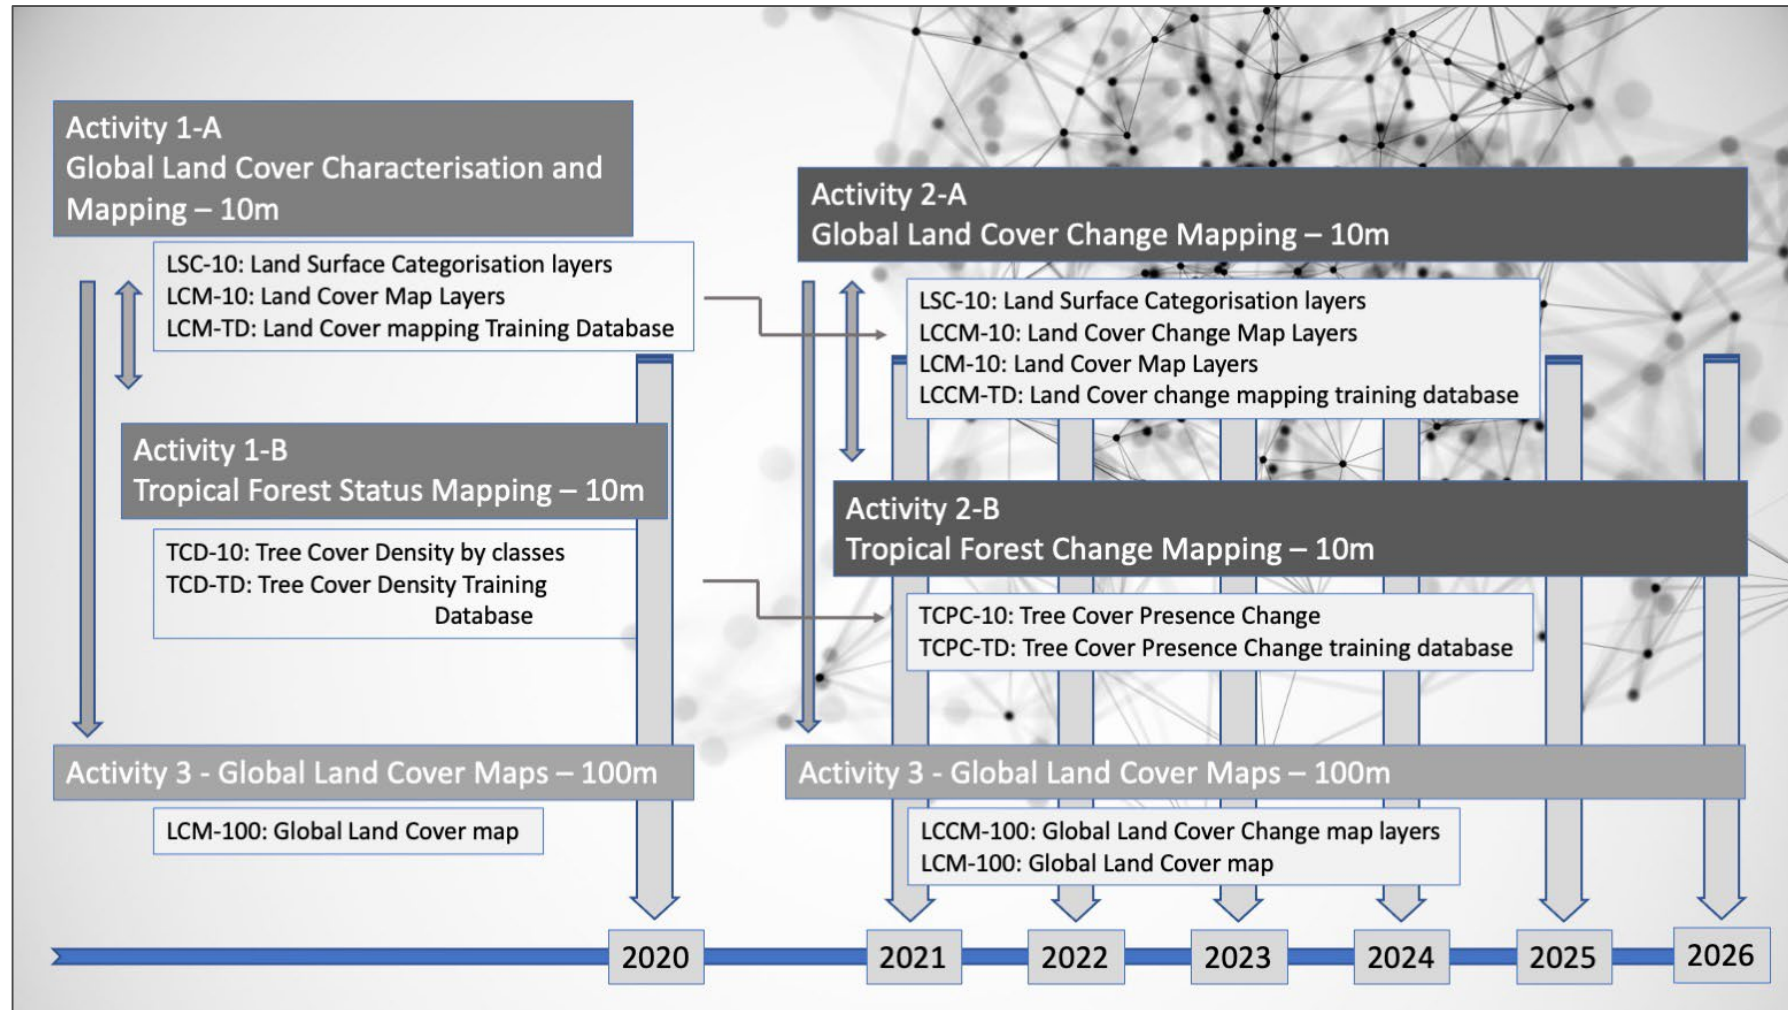 Activity 1-A
Global Land Cover Characterisation and
Mapping – 10m
LSC-10: Land Surface Categorisation layers
LCM-10: Land Cover Map Layers
LCM-TD: Land Cover mapping Training Database
Activity 1-B
Tropical Forest Status Mapping – 10m
TCD-10: Tree Cover Density by classes
TCD-TD: Tree Cover Density Training
Database
Activity 3 - Global Land Cover Maps – 100m
LCM-100: Global Land Cover map
Activity 2-A
Global Land Cover Change Mapping – 10m
LSC-10: Land Surface Categorisation layers
LCCM-10: Land Cover Change Map Layers
LCM-10: Land Cover Map Layers
LCCM-TD: Land Cover change mapping training database
Activity 2-B
Tropical Forest Change Mapping – 10m
TCPC-10: Tree Cover Presence Change
TCPC-TD: Tree Cover Presence Change training database
Activity 3 - Global Land Cover Maps – 100m
LCCM-100: Global Land Cover Change map layers
LCM-100: Global Land Cover map
2020 2021 2022 2023 2024 2025 2026